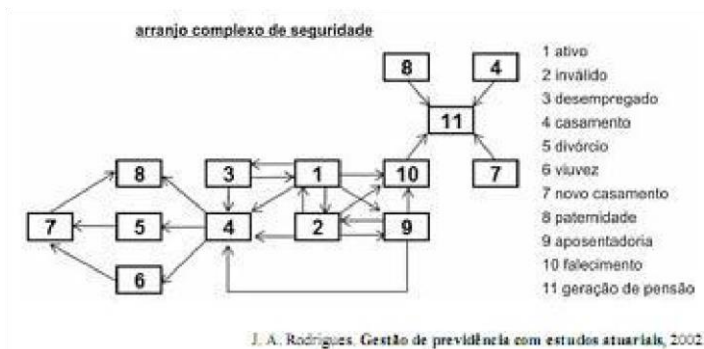 arranjo complexo de seguridade
8 4
11
8 3 1 10 7
7 5 4 2 9
6
1 ativo
2 inválido
3 desempregado
4 casamento
5 divórcio
6 viuvez
7 novo casamento
8 paternidade
9 aposentadoria
10 falecimento
11 geração de pensão
J. A. Rodrigues. Gestão de previdência com estudos atuariais, 2002